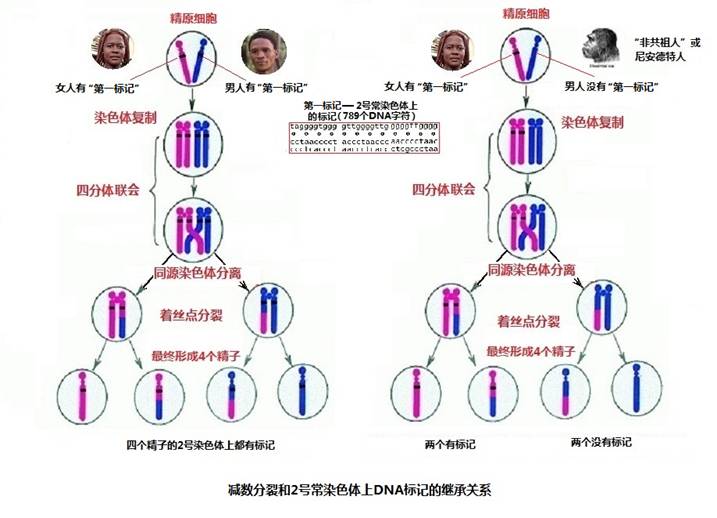 精原细胞
女人有“第一标记”
男人有“第一标记”
染色体复制
四分体联会
同源染色体分离
着丝点分裂
最终形成4个精子
四个精子的2号染色体上都有标记
第一标记— 2号常染色体上
的标记(789个DNA字符)
taggggtggg gttggggttg gggttggggg
cctaacccct accctaaccc aacccctaac
精原细胞
“非共祖人”或
尼安德特人
女人有“第一标记”
男人没有“第一标记”
染色体复制
四分体联会
同源染色体分离
着丝点分裂
最终形成4个精子
两个有标记
两个没有标记
减数分裂和2号常染色体上DNA标记的继承关系